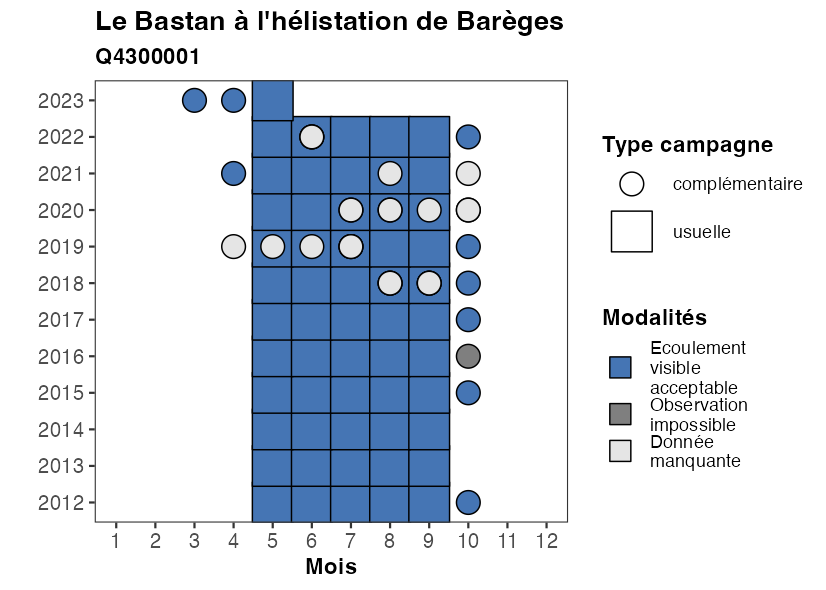 Le Bastan à l'hélistation de Barèges
Q4300001
2023
2022
2021
2020
2019
2018
2017
2016
2015
2014
2013
2012
1 2 3 4 5 6 7 8 9 10 11 12
Mois
Type campagne
complémentaire
usuelle
Modalités
Ecoulement
visible
acceptable
Observation
impossible
Donnée
manquante